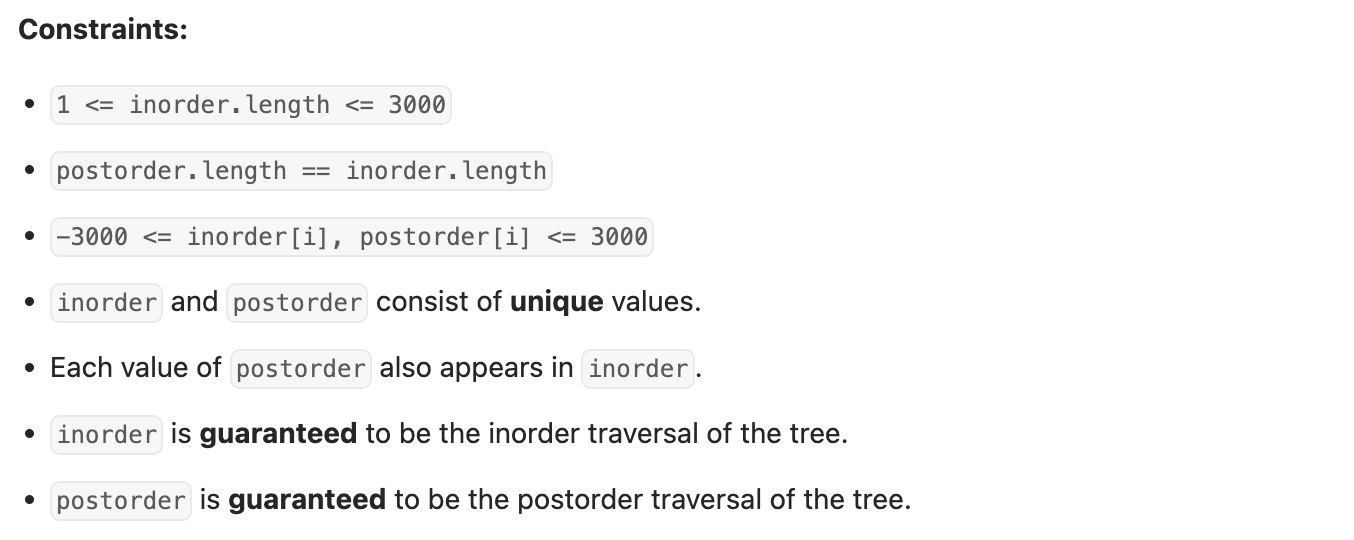 Constraints:
• 1 <= inorder.length <= 3000
• postorder.length == inorder.length
• -3000 <= inorder[i], postorder[i] <= 3000
• inorder and postorder consist of unique values.
• Each value of postorder also appears in inorder.
• inorder is guaranteed to be the inorder traversal of the tree.
• postorder is guaranteed to be the postorder traversal of the tree.